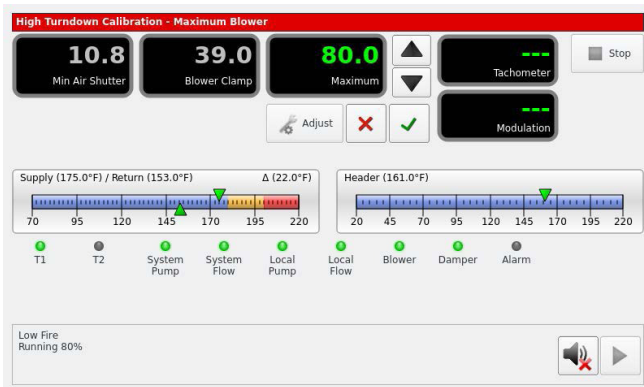 High Turndown Calibration - Maximum Blower
10.8
Min Air Shutter
39.0
Blower Clamp
80.0
Maximum
---
Tachometer
Stop
Adjust
---
Modulation
Supply (175.0°F) / Return (153.0°F) Δ (22.0°F)
70 95 120 145 170 195 220
Header (161.0°F)
20 45 70 95 120 145 170 195 220
T1
T2
System Pump
System Flow
Local Pump
Local Flow
Blower
Damper
Alarm
Low Fire
Running 80%